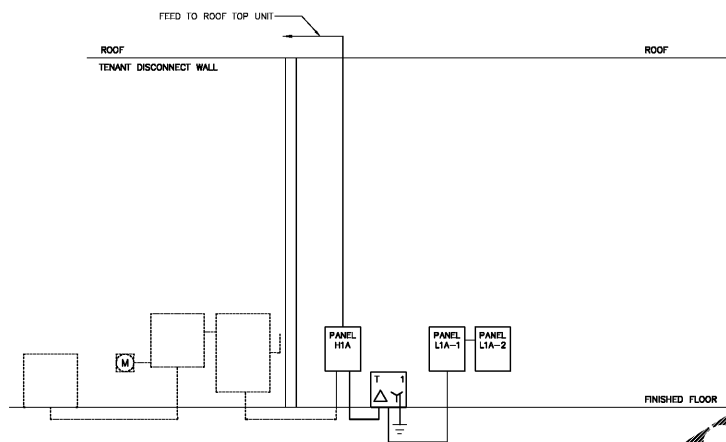 FEED TO ROOF TOP UNIT
ROOF
ROOF
TENANT DISCONNECT WALL
M
PANEL
H1A
PANEL
L1A-1
PANEL
L1A-2
T 1
FINISHED FLOOR